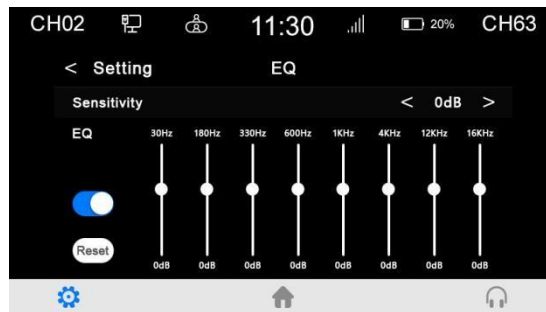 CH02 11:30 20% CH63
< Setting EQ
Sensitivity < 0dB >
EQ 30Hz 180Hz 330Hz 600Hz 1KHz 4KHz 12KHz 16KHz
Reset
0dB 0dB 0dB 0dB 0dB 0dB 0dB 0dB